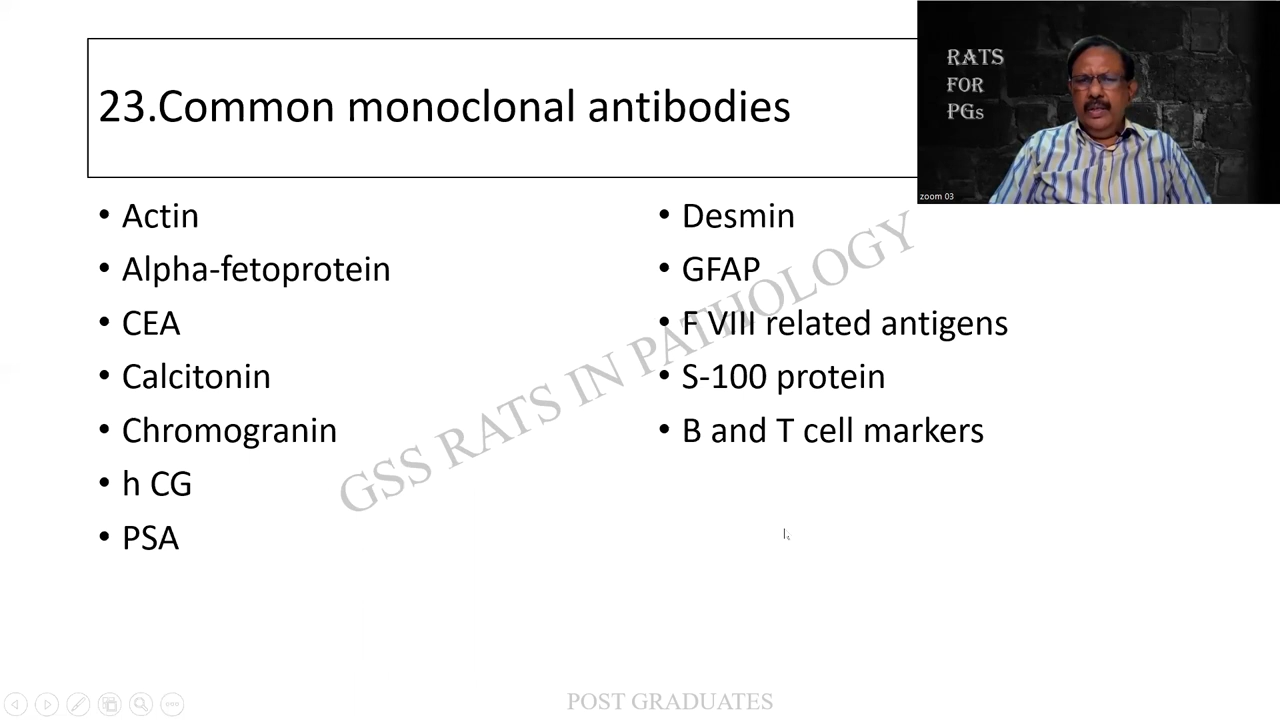 23.Common monoclonal antibodies
RATS
FOR
PGs
zoom 03
• Actin
• Alpha-fetoprotein
• CEA
• Calcitonin
• Chromogranin
• h CG
• PSA
• Desmin
• GFAP
• F VIII related antigens
• S-100 protein
• B and T cell markers
GSS RATS IN PATHOLOGY
POST GRADUATES